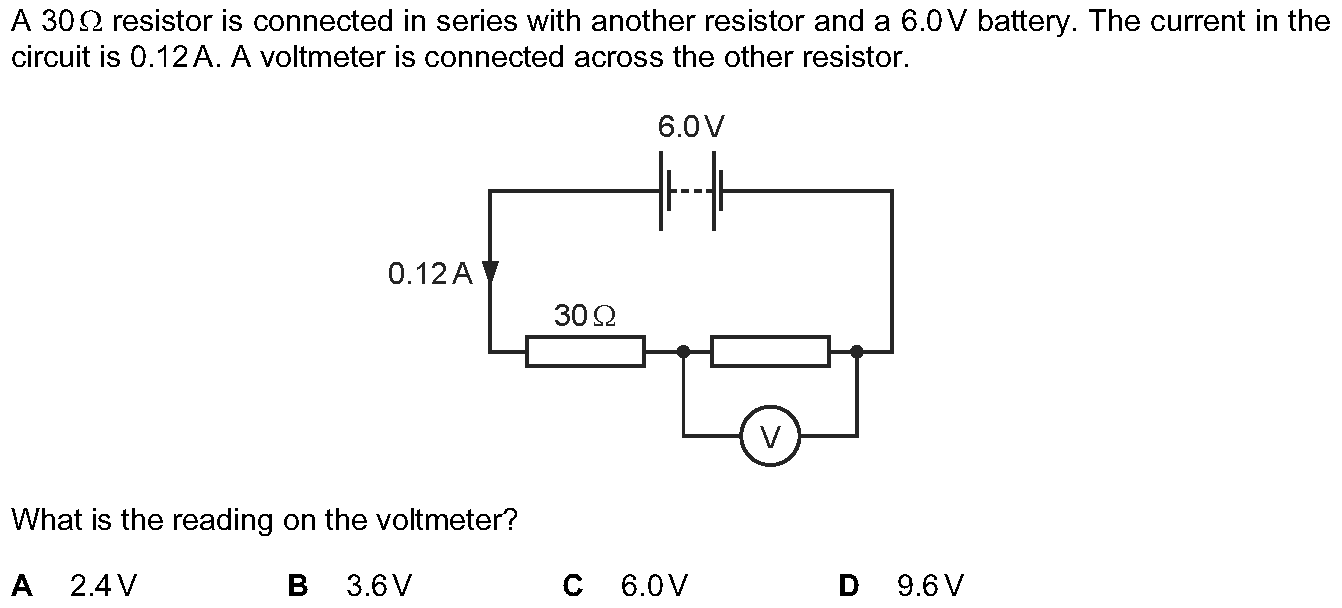 A 30Ω resistor is connected in series with another resistor and a 6.0V battery. The current in the
circuit is 0.12A. A voltmeter is connected across the other resistor.
6.0V
0.12A
30Ω
V
What is the reading on the voltmeter?
A 2.4V B 3.6V C 6.0V D 9.6V